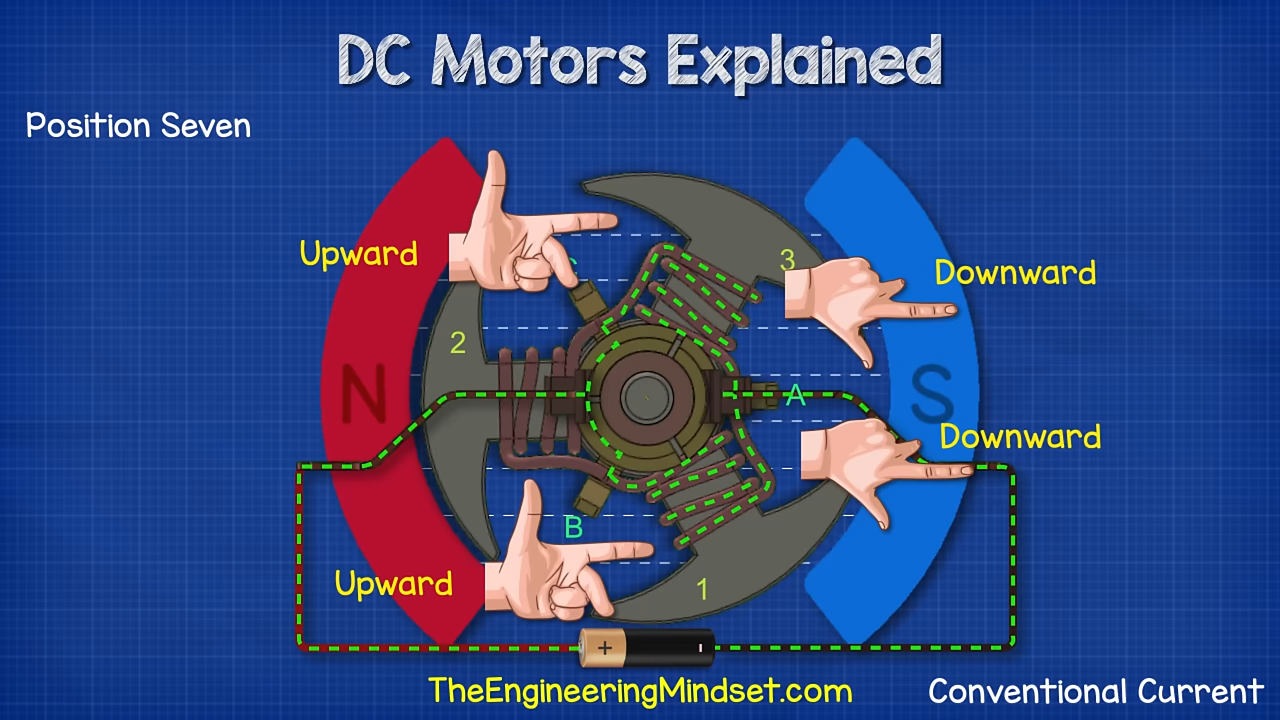 DC Motors Explained
Position Seven
Upward
3
Downward
2
N
A
S
Downward
B
Upward
1
+
-
TheEngineeringMindset.com
Conventional Current